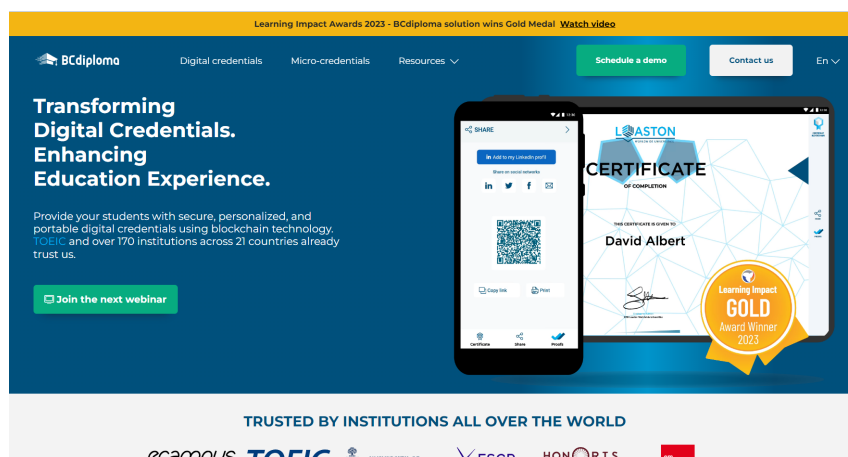 Learning Impact Awards 2023 - BCdiploma solution wins Gold Medal Watch video
BCdiploma
Digital credentials
Micro-credentials
Resources
Schedule a demo
Contact us
En
Transforming
Digital Credentials.
Enhancing
Education Experience.
Provide your students with secure, personalized, and
portable digital credentials using blockchain technology.
TOEIC and over 170 institutions across 21 countries already
trust us.
Join the next webinar
SHARE
in Add to my LinkedIn profil
Share on social networks
Copy link
Print
Certificate
Share
Proofs
CERTIFICATE
OF COMPLETION
THIS CERTIFICATE IS GIVEN TO
David Albert
Learning Impact
GOLD
Award Winner
2023
TRUSTED BY INSTITUTIONS ALL OVER THE WORLD